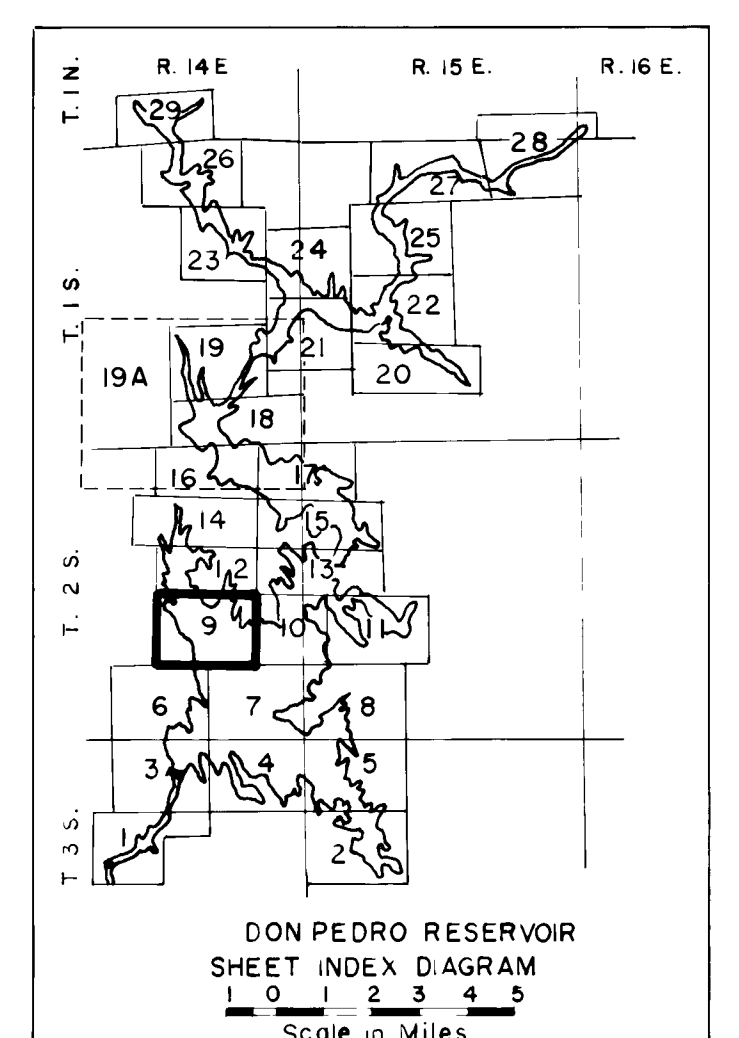 R. 14 E
R. 15 E.
R. 16 E.
T. 1 N.
29
28
26
27
25
24
23
T. 1 S.
22
19
21
19A
20
18
17
16
14
15
T. 2 S.
12
13
9
10
11
6
7
8
3
4
5
T 3 S.
1
2
DON PEDRO RESERVOIR
SHEET INDEX DIAGRAM
1 0 1 2 3 4 5
Scale in Miles